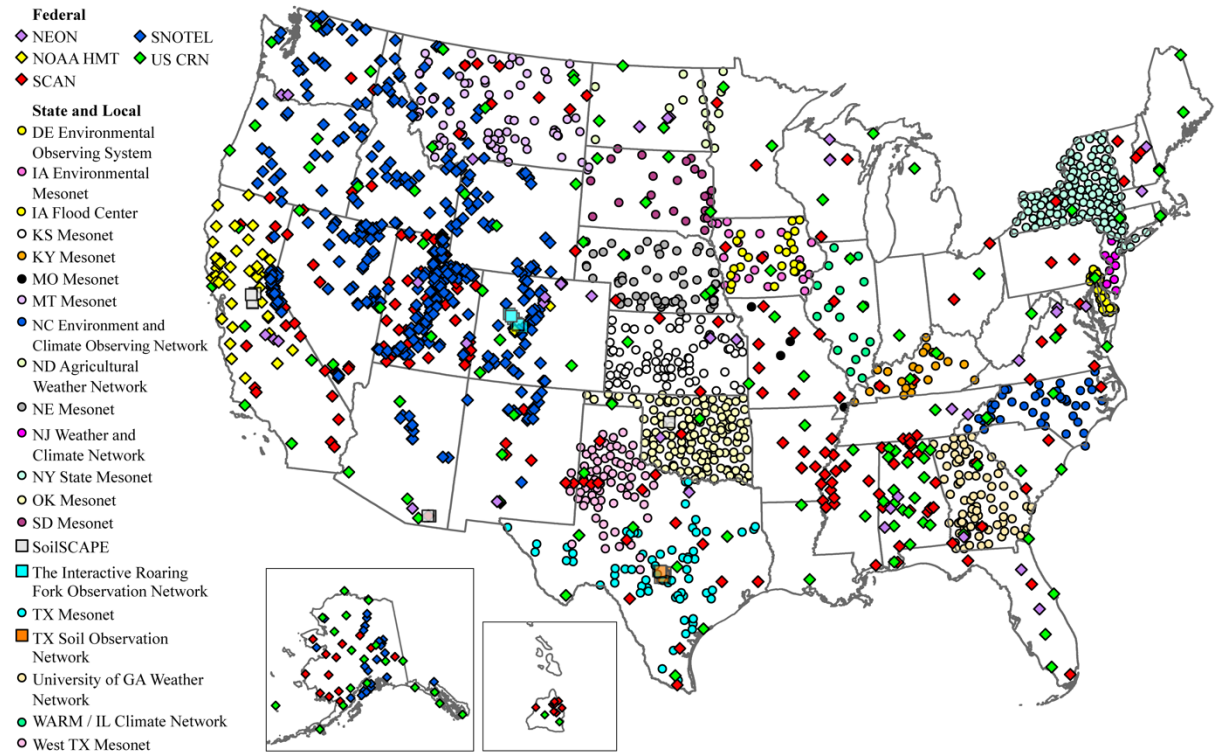 Federal
NEON
SNOTEL
NOAA HMT
US CRN
SCAN
State and Local
DE Environmental
Observing System
IA Environmental
Mesonet
IA Flood Center
KS Mesonet
KY Mesonet
MO Mesonet
MT Mesonet
NC Environment and
Climate Observing Network
ND Agricultural
Weather Network
NE Mesonet
NJ Weather and
Climate Network
NY State Mesonet
OK Mesonet
SD Mesonet
SoilSCAPE
The Interactive Roaring
Fork Observation Network
TX Mesonet
TX Soil Observation
Network
University of GA Weather
Network
WARM / IL Climate Network
West TX Mesonet